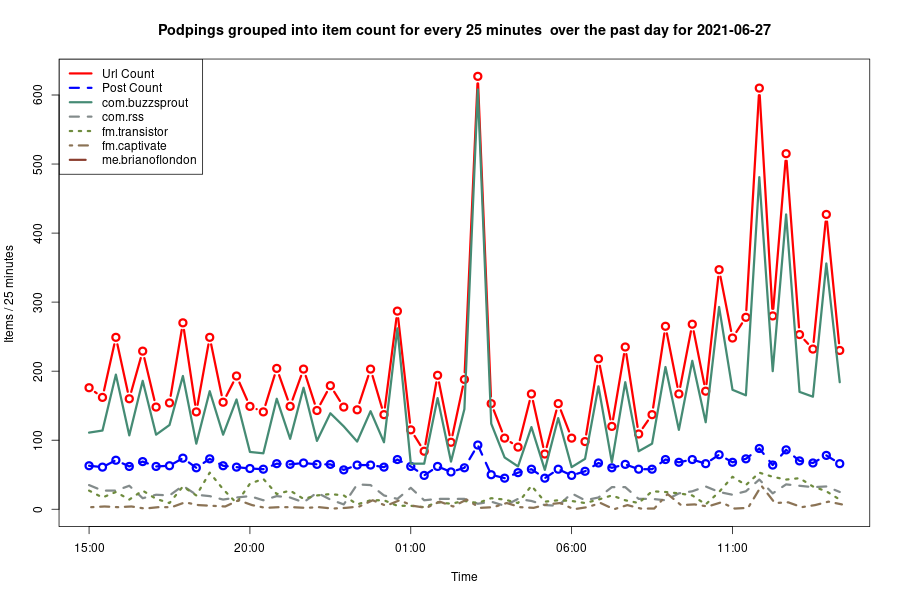 Podpings grouped into item count for every 25 minutes  over the past day for 2021-06-27
Url Count
Post Count
com.buzzsprout
com.rss
fm.transistor
fm.captivate
me.brianoflondon
Items / 25 minutes
600
500
400
300
200
100
0
15:00 20:00 01:00 06:00 11:00
Time